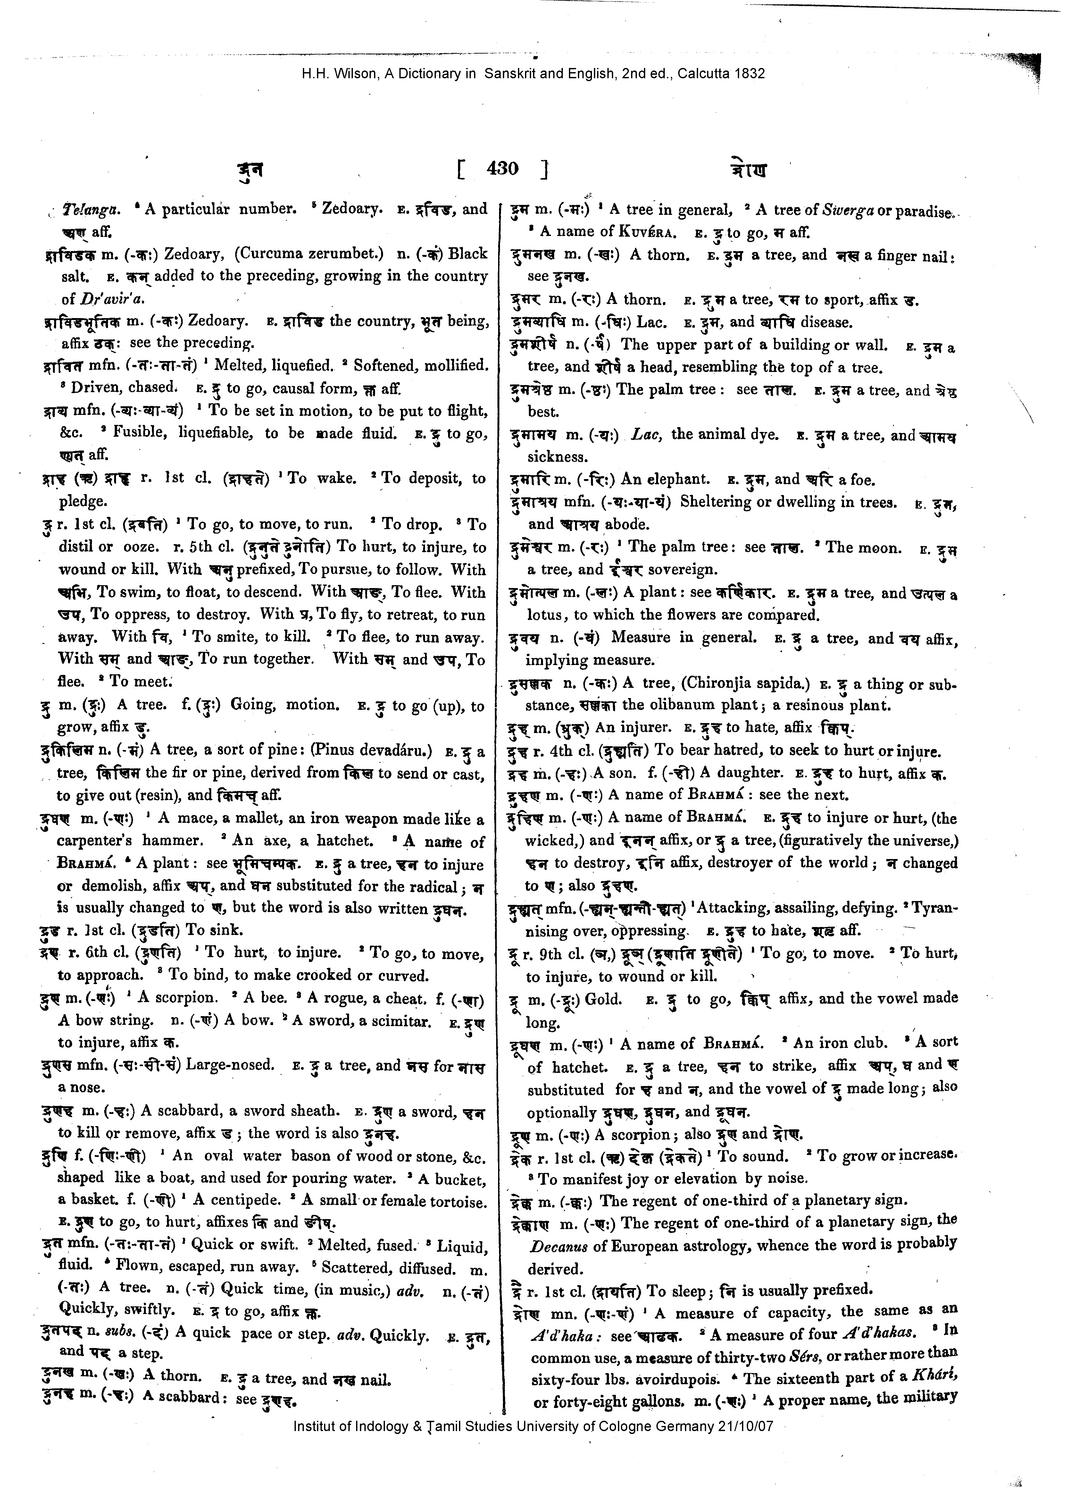 H.H. Wilson, A Dictionary in Sanskrit and English, 2nd ed., Calcutta 1832
द्रुन [ 430 ] द्रोण
Telanga. ⁴ A particular number. ⁵ Zedoary. E. द्रविड, and
अण् aff.
द्राविडक m. (-कः) Zedoary, (Curcuma zerumbet.) n. (-कं) Black
salt. E. कन् added to the preceding, growing in the country
of Dr'avir'a.
द्राविडभूतिक m. (-कः) Zedoary. E. द्राविड the country, भूत being,
affix ठक्: see the preceding.
द्रावित mfn. (-तः-ता-तं) ¹ Melted, liquefied. ² Softened, mollified.
³ Driven, chased. E. द्रु to go, causal form, क्त aff.
द्राव्य mfn. (-व्यः-व्या-व्यं) ¹ To be set in motion, to be put to flight,
&c. ² Fusible, liquefiable, to be made fluid. E. द्रु to go,
ण्यत् aff.
द्राह (ऋ) द्राहृ r. 1st cl. (द्राहते) ¹ To wake. ² To deposit, to
pledge.
द्रु r. 1st cl. (द्रवति) ¹ To go, to move, to run. ² To drop. ³ To
distil or ooze. r. 5th cl. (द्रुनुते द्रुनोति) To hurt, to injure, to
wound or kill. With अनु prefixed, To pursue, to follow. With
अभि, To swim, to float, to descend. With आङ्, To flee. With
उप, To oppress, to destroy. With प्र, To fly, to retreat, to run
away. With वि, ¹ To smite, to kill. ² To flee, to run away.
With सम् and आङ्, To run together. With सम् and उप, To
flee. ² To meet.
द्रु m. (द्रुः) A tree. f. (द्रुः) Going, motion. E. द्रु to go (up), to
grow, affix डु.
द्रुकिलिम n. (-मं) A tree, a sort of pine: (Pinus devadáru.) E. द्रु a
tree, किलिम the fir or pine, derived from किल to send or cast,
to give out (resin), and किमच् aff.
द्रुघण m. (-णः) ¹ A mace, a mallet, an iron weapon made like a
carpenter's hammer. ² An axe, a hatchet. ³ A name of
BRAHMÁ. ⁴ A plant: see भूमिचम्पक. E. द्रु a tree, हन to injure
or demolish, affix अप्, and घन substituted for the radical; न
is usually changed to ण, but the word is also written द्रुघन.
द्रुड r. 1st cl. (द्रुडति) To sink.
द्रुण r. 6th cl. (द्रुणति) ¹ To hurt, to injure. ² To go, to move,
to approach. ³ To bind, to make crooked or curved.
द्रुण m. (-णः) ¹ A scorpion. ² A bee. ³ A rogue, a cheat. f. (-णा)
A bow string. n. (-णं) A bow. ² A sword, a scimitar. E. द्रुण
to injure, affix क.
द्रुणस mfn. (-सः-सी-सं) Large-nosed. E. द्रु a tree, and नस for नास
a nose.
द्रुणह m. (-हः) A scabbard, a sword sheath. E. द्रुण a sword, हन
to kill or remove, affix ड; the word is also द्रुनह.
द्रुणि f. (-णिः-णी) ¹ An oval water bason of wood or stone, &c.
shaped like a boat, and used for pouring water. ² A bucket,
a basket. f. (-णी) ¹ A centipede. ² A small or female tortoise.
E. द्रुण to go, to hurt, affixes कि and ङीष्.
द्रुत mfn. (-तः-ता-तं) ¹ Quick or swift. ² Melted, fused. ³ Liquid,
fluid. ⁴ Flown, escaped, run away. ⁵ Scattered, diffused. m.
(-तः) A tree. n. (-तं) Quick time, (in music,) adv. n. (-तं)
Quickly, swiftly. E. द्रु to go, affix क्त.
द्रुतपद n. subs. (-दं) A quick pace or step. adv. Quickly. E. द्रुत,
and पद a step.
द्रुनख m. (-खः) A thorn. E. द्रु a tree, and नख nail.
द्रुनह m. (-हः) A scabbard: see द्रुणह.
द्रुम m. (-मः) ¹ A tree in general, ² A tree of Swerga or paradise.
³ A name of KUVÉRA. E. द्रु to go, म aff.
द्रुमनख m. (-खः) A thorn. E. द्रुम a tree, and नख a finger nail:
see द्रुनख.
द्रुमर m. (-रः) A thorn. E. द्रुम a tree, रम to sport, affix ड.
द्रुमव्याधि m. (-धिः) Lac. E. द्रुम, and व्याधि disease.
द्रुमशीर्ष n. (-र्षं) The upper part of a building or wall. E. द्रुम a
tree, and शीर्ष a head, resembling the top of a tree.
द्रुमश्रेष्ठ m. (-ष्ठः) The palm tree: see ताल. E. द्रुम a tree, and श्रेष्ठ
best.
द्रुमामय m. (-यः) Lac, the animal dye. E. द्रुम a tree, and आमय
sickness.
द्रुमारि m. (-रिः) An elephant. E. द्रुम, and अरि a foe.
द्रुमाश्रय mfn. (-यः-या-यं) Sheltering or dwelling in trees. E. द्रुम,
and आश्रय abode.
द्रुमेश्वर m. (-रः) ¹ The palm tree: see ताल. ² The moon. E. द्रुम
a tree, and ईश्वर sovereign.
द्रुमोत्पल m. (-लः) A plant: see कर्णिकार. E. द्रुम a tree, and उत्पल a
lotus, to which the flowers are compared.
द्रुवय n. (-यं) Measure in general. E. द्रु a tree, and वय affix,
implying measure.
द्रुसल्लक n. (-कः) A tree, (Chironjia sapida.) E. द्रु a thing or sub-
stance, सल्लका the olibanum plant; a resinous plant.
द्रुह् m. (ध्रुक्) An injurer. E. द्रुह to hate, affix क्विप्.
द्रुह r. 4th cl. (द्रुह्यति) To bear hatred, to seek to hurt or injure.
द्रुह m. (-हः) A son. f. (-ही) A daughter. E. द्रुह to hurt, affix क.
द्रुहण m. (-णः) A name of BRAHMÁ: see the next.
द्रुहिण m. (-णः) A name of BRAHMÁ. E. द्रुह to injure or hurt, (the
wicked,) and इनन् affix, or द्रु a tree, (figuratively the universe,)
हन to destroy, इनि affix, destroyer of the world; न changed
to ण; also द्रुहण.
द्रुह्यत् mfn. (-ह्यन्-ह्यन्ती-ह्यत्) ¹ Attacking, assailing, defying. ² Tyran-
nising over, oppressing. E. द्रुह to hate, शतृ aff.
द्रू r. 9th cl. (ञ,) द्रूञ् (द्रूणाति द्रूणीते) ¹ To go, to move. ² To hurt,
to injure, to wound or kill.
द्रू m. (-द्रूः) Gold. E. द्रु to go, क्विप् affix, and the vowel made
long.
द्रूघण m. (-णः) ¹ A name of BRAHMÁ. ² An iron club. ³ A sort
of hatchet. E. द्रु a tree, हन to strike, affix अप्, घ and ण
substituted for ह and न, and the vowel of द्रु made long; also
optionally द्रुघण, द्रुघन, and द्रूघन.
द्रूण m. (-णः) A scorpion; also द्रुण and द्रोण.
द्रेक r. 1st cl. (ऋ) द्रेकृ (द्रेकते) ¹ To sound. ² To grow or increase.
³ To manifest joy or elevation by noise.
द्रेक m. (-कः) The regent of one-third of a planetary sign.
द्रेकाण m. (-णः) The regent of one-third of a planetary sign, the
Decanus of European astrology, whence the word is probably
derived.
द्रै r. 1st cl. (द्रायति) To sleep; नि is usually prefixed.
द्रोण mn. (-णः-णं) ¹ A measure of capacity, the same as an
A'd'haka: see आढक. ² A measure of four A'd'hakas. ³ In
common use, a measure of thirty-two Sérs, or rather more than
sixty-four lbs. avoirdupois. ⁴ The sixteenth part of a Khárí,
or forty-eight gallons. m. (-णः) ¹ A proper name, the military
Institut of Indology & Tamil Studies University of Cologne Germany 21/10/07